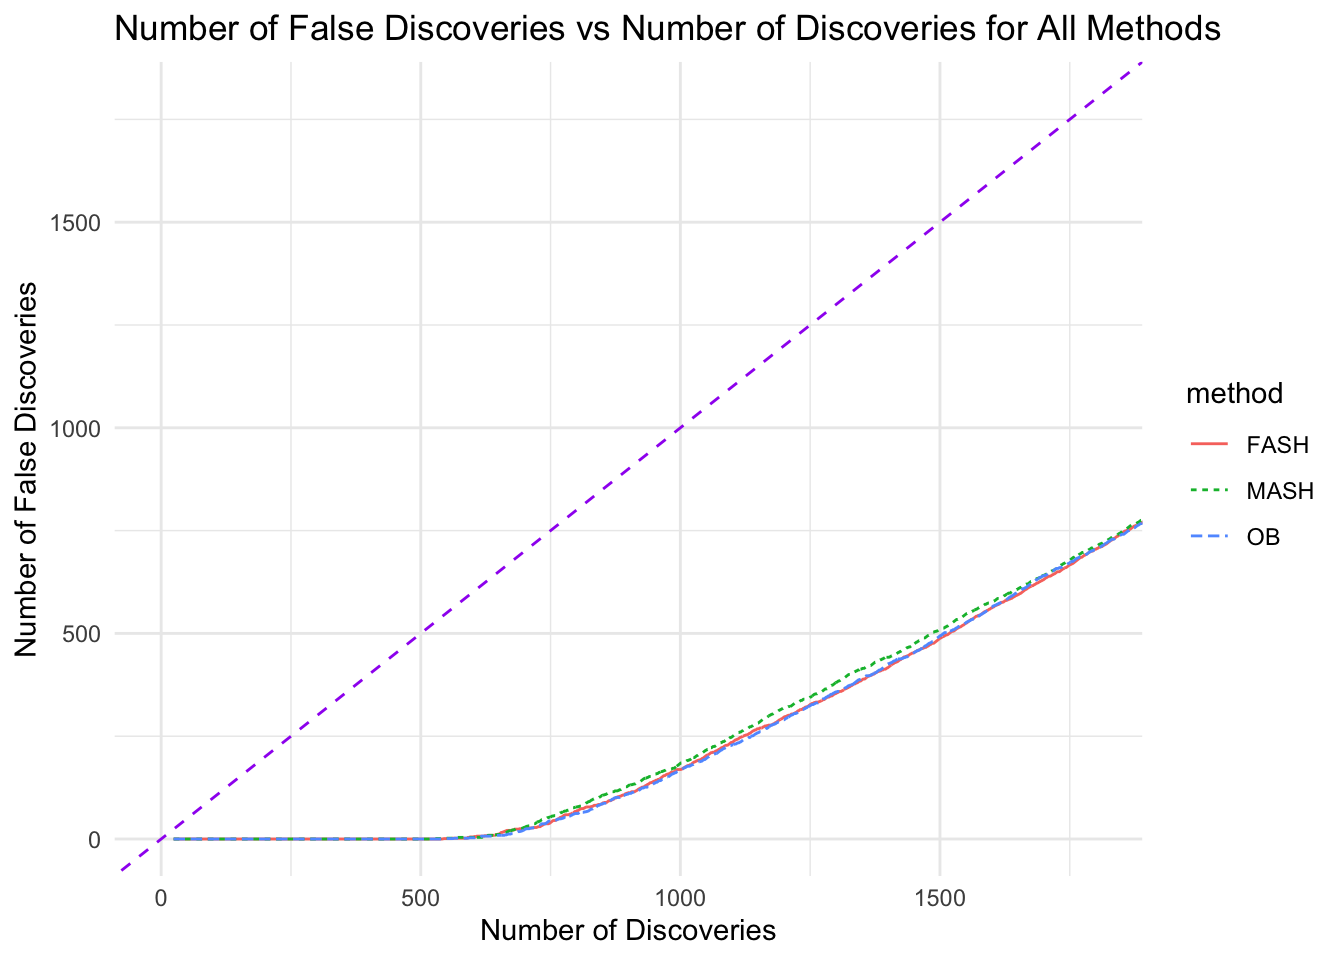 Number of False Discoveries vs Number of Discoveries for All Methods
Number of False Discoveries
1500
1000
500
0
0
500
1000
1500
Number of Discoveries
method
FASH
MASH
OB